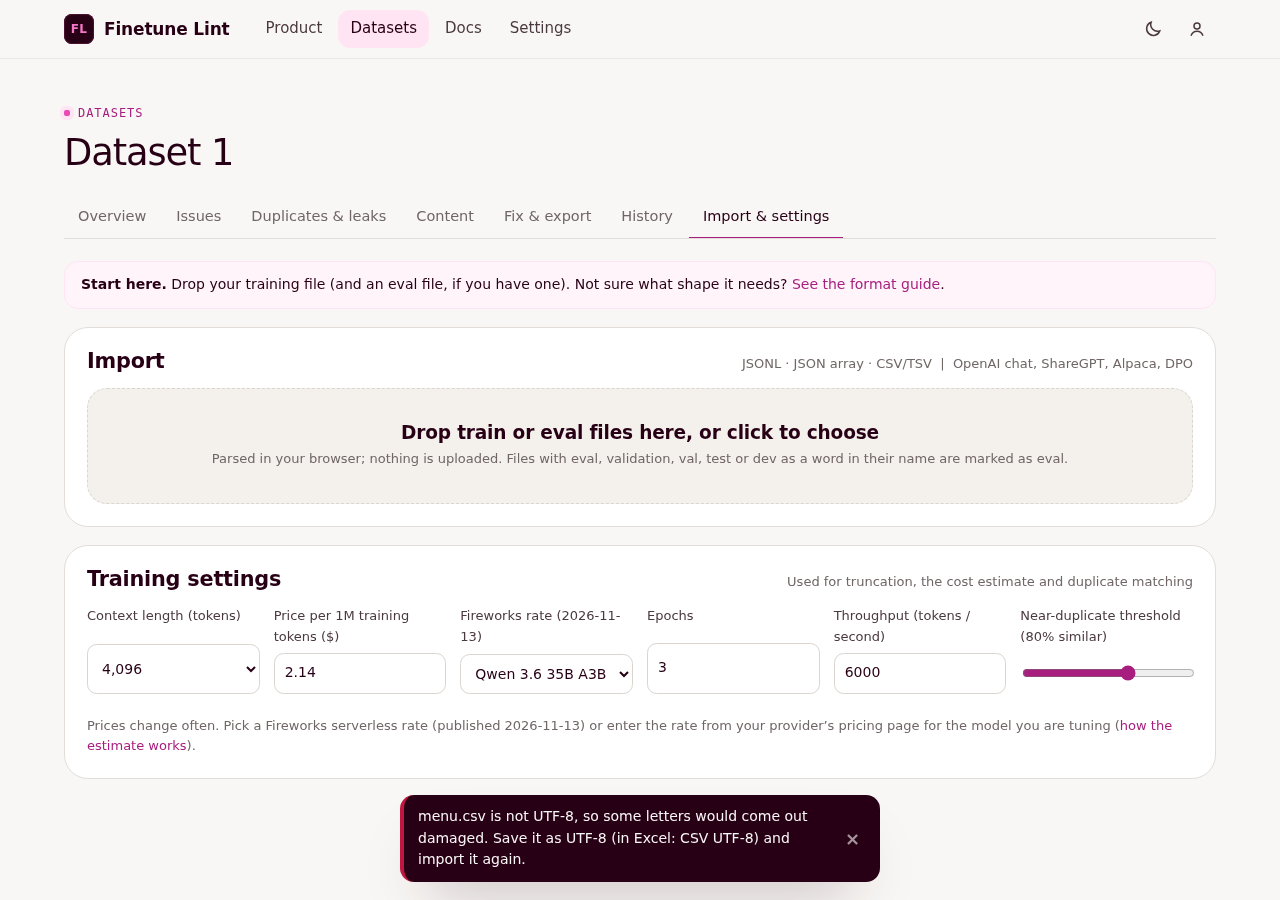 FL Finetune Lint Product Datasets Docs Settings
DATASETS
Dataset 1
Overview Issues Duplicates & leaks Content Fix & export History Import & settings
Start here. Drop your training file (and an eval file, if you have one). Not sure what shape it needs? See the format guide.
Import
JSONL · JSON array · CSV/TSV | OpenAI chat, ShareGPT, Alpaca, DPO
Drop train or eval files here, or click to choose
Parsed in your browser; nothing is uploaded. Files with eval, validation, val, test or dev as a word in their name are marked as eval.
Training settings
Used for truncation, the cost estimate and duplicate matching
Context length (tokens)
4,096
Price per 1M training
tokens ($)
2.14
Fireworks rate (2026-11-
13)
Qwen 3.6 35B A3B
Epochs
3
Throughput (tokens /
second)
6000
Near-duplicate threshold
(80% similar)
Prices change often. Pick a Fireworks serverless rate (published 2026-11-13) or enter the rate from your provider’s pricing page for the model you are tuning (how the
estimate works).
menu.csv is not UTF-8, so some letters would come out
damaged. Save it as UTF-8 (in Excel: CSV UTF-8) and
import it again.
×